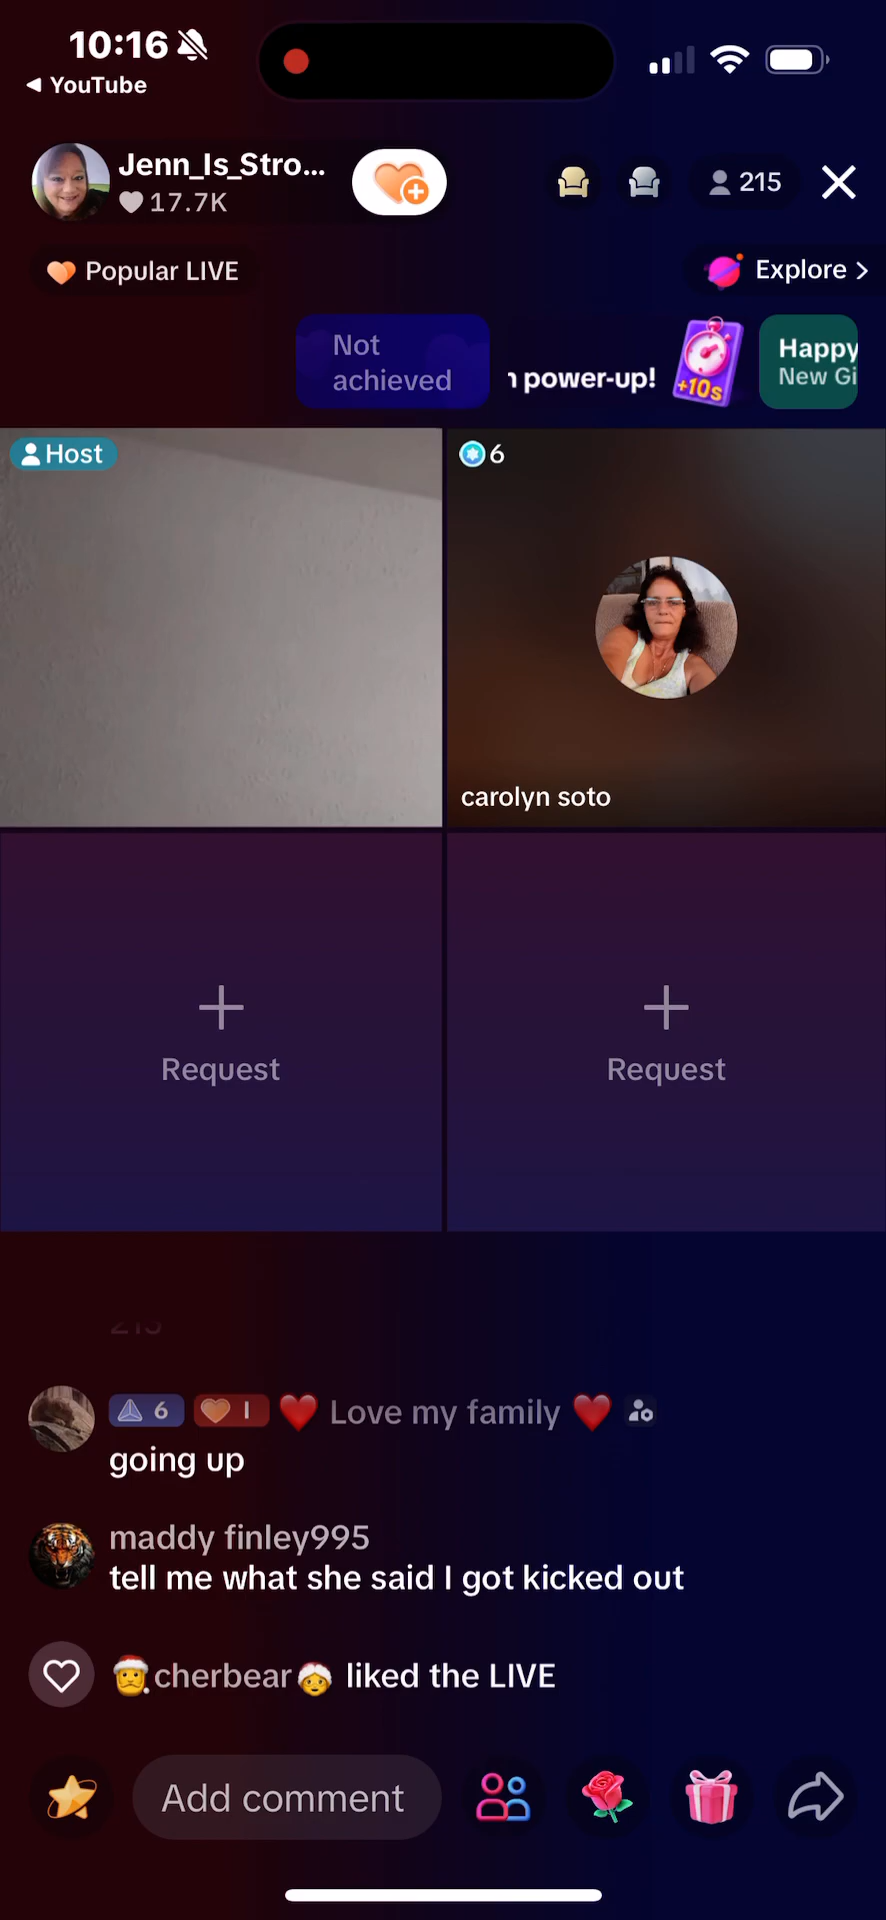 10:16
◀ YouTube
Jenn_Is_Stro...
17.7K
215
Popular LIVE
Explore >
Not
achieved
power-up!
+10s
Happy
New Gi
Host
6
carolyn soto
+
Request
+
Request
6 I Love my family
going up
maddy finley995
tell me what she said I got kicked out
cherbear liked the LIVE
Add comment